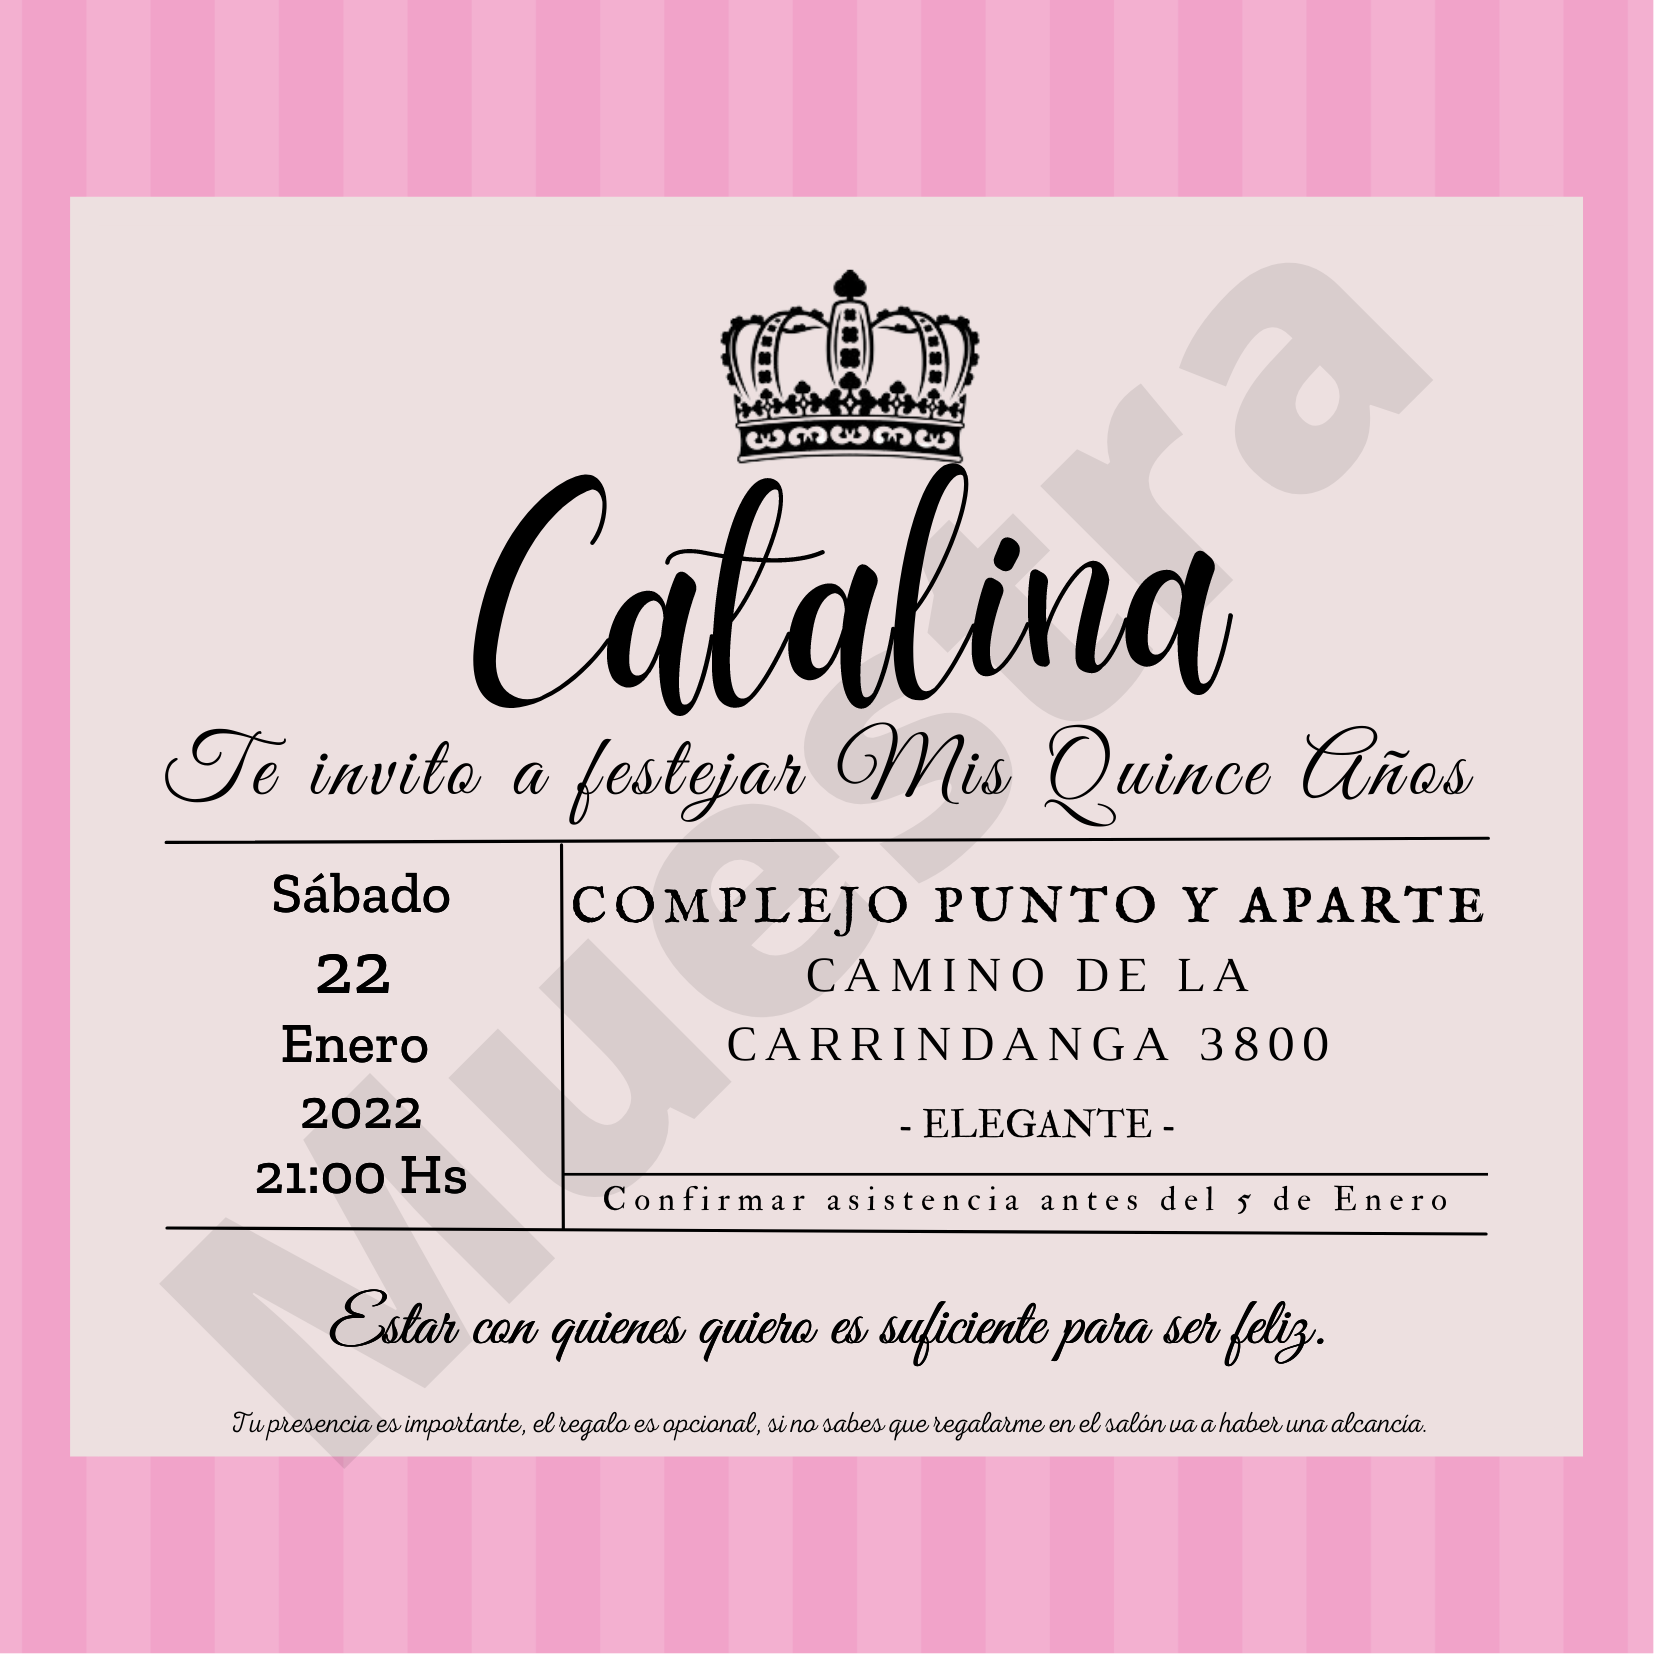 Catalina
Te invito a festejar Mis Quince Años
Sábado
22
Enero
2022
21:00 Hs
COMPLEJO PUNTO Y APARTE
CAMINO DE LA
CARRINDANGA 3800
- ELEGANTE -
Confirmar asistencia antes del 5 de Enero
Estar con quienes quiero es suficiente para ser feliz.
Tu presencia es importante, el regalo es opcional, si no sabes que regalarme en el salón va a haber una alcancía.
Muestra